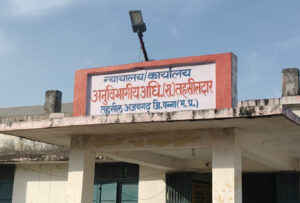 न्यायालय/कार्यालय
अनुविभागीय अधि.(रा.) तहसीलदार
तहसील अजयगढ़ जि.पन्ना (म.प्र.)